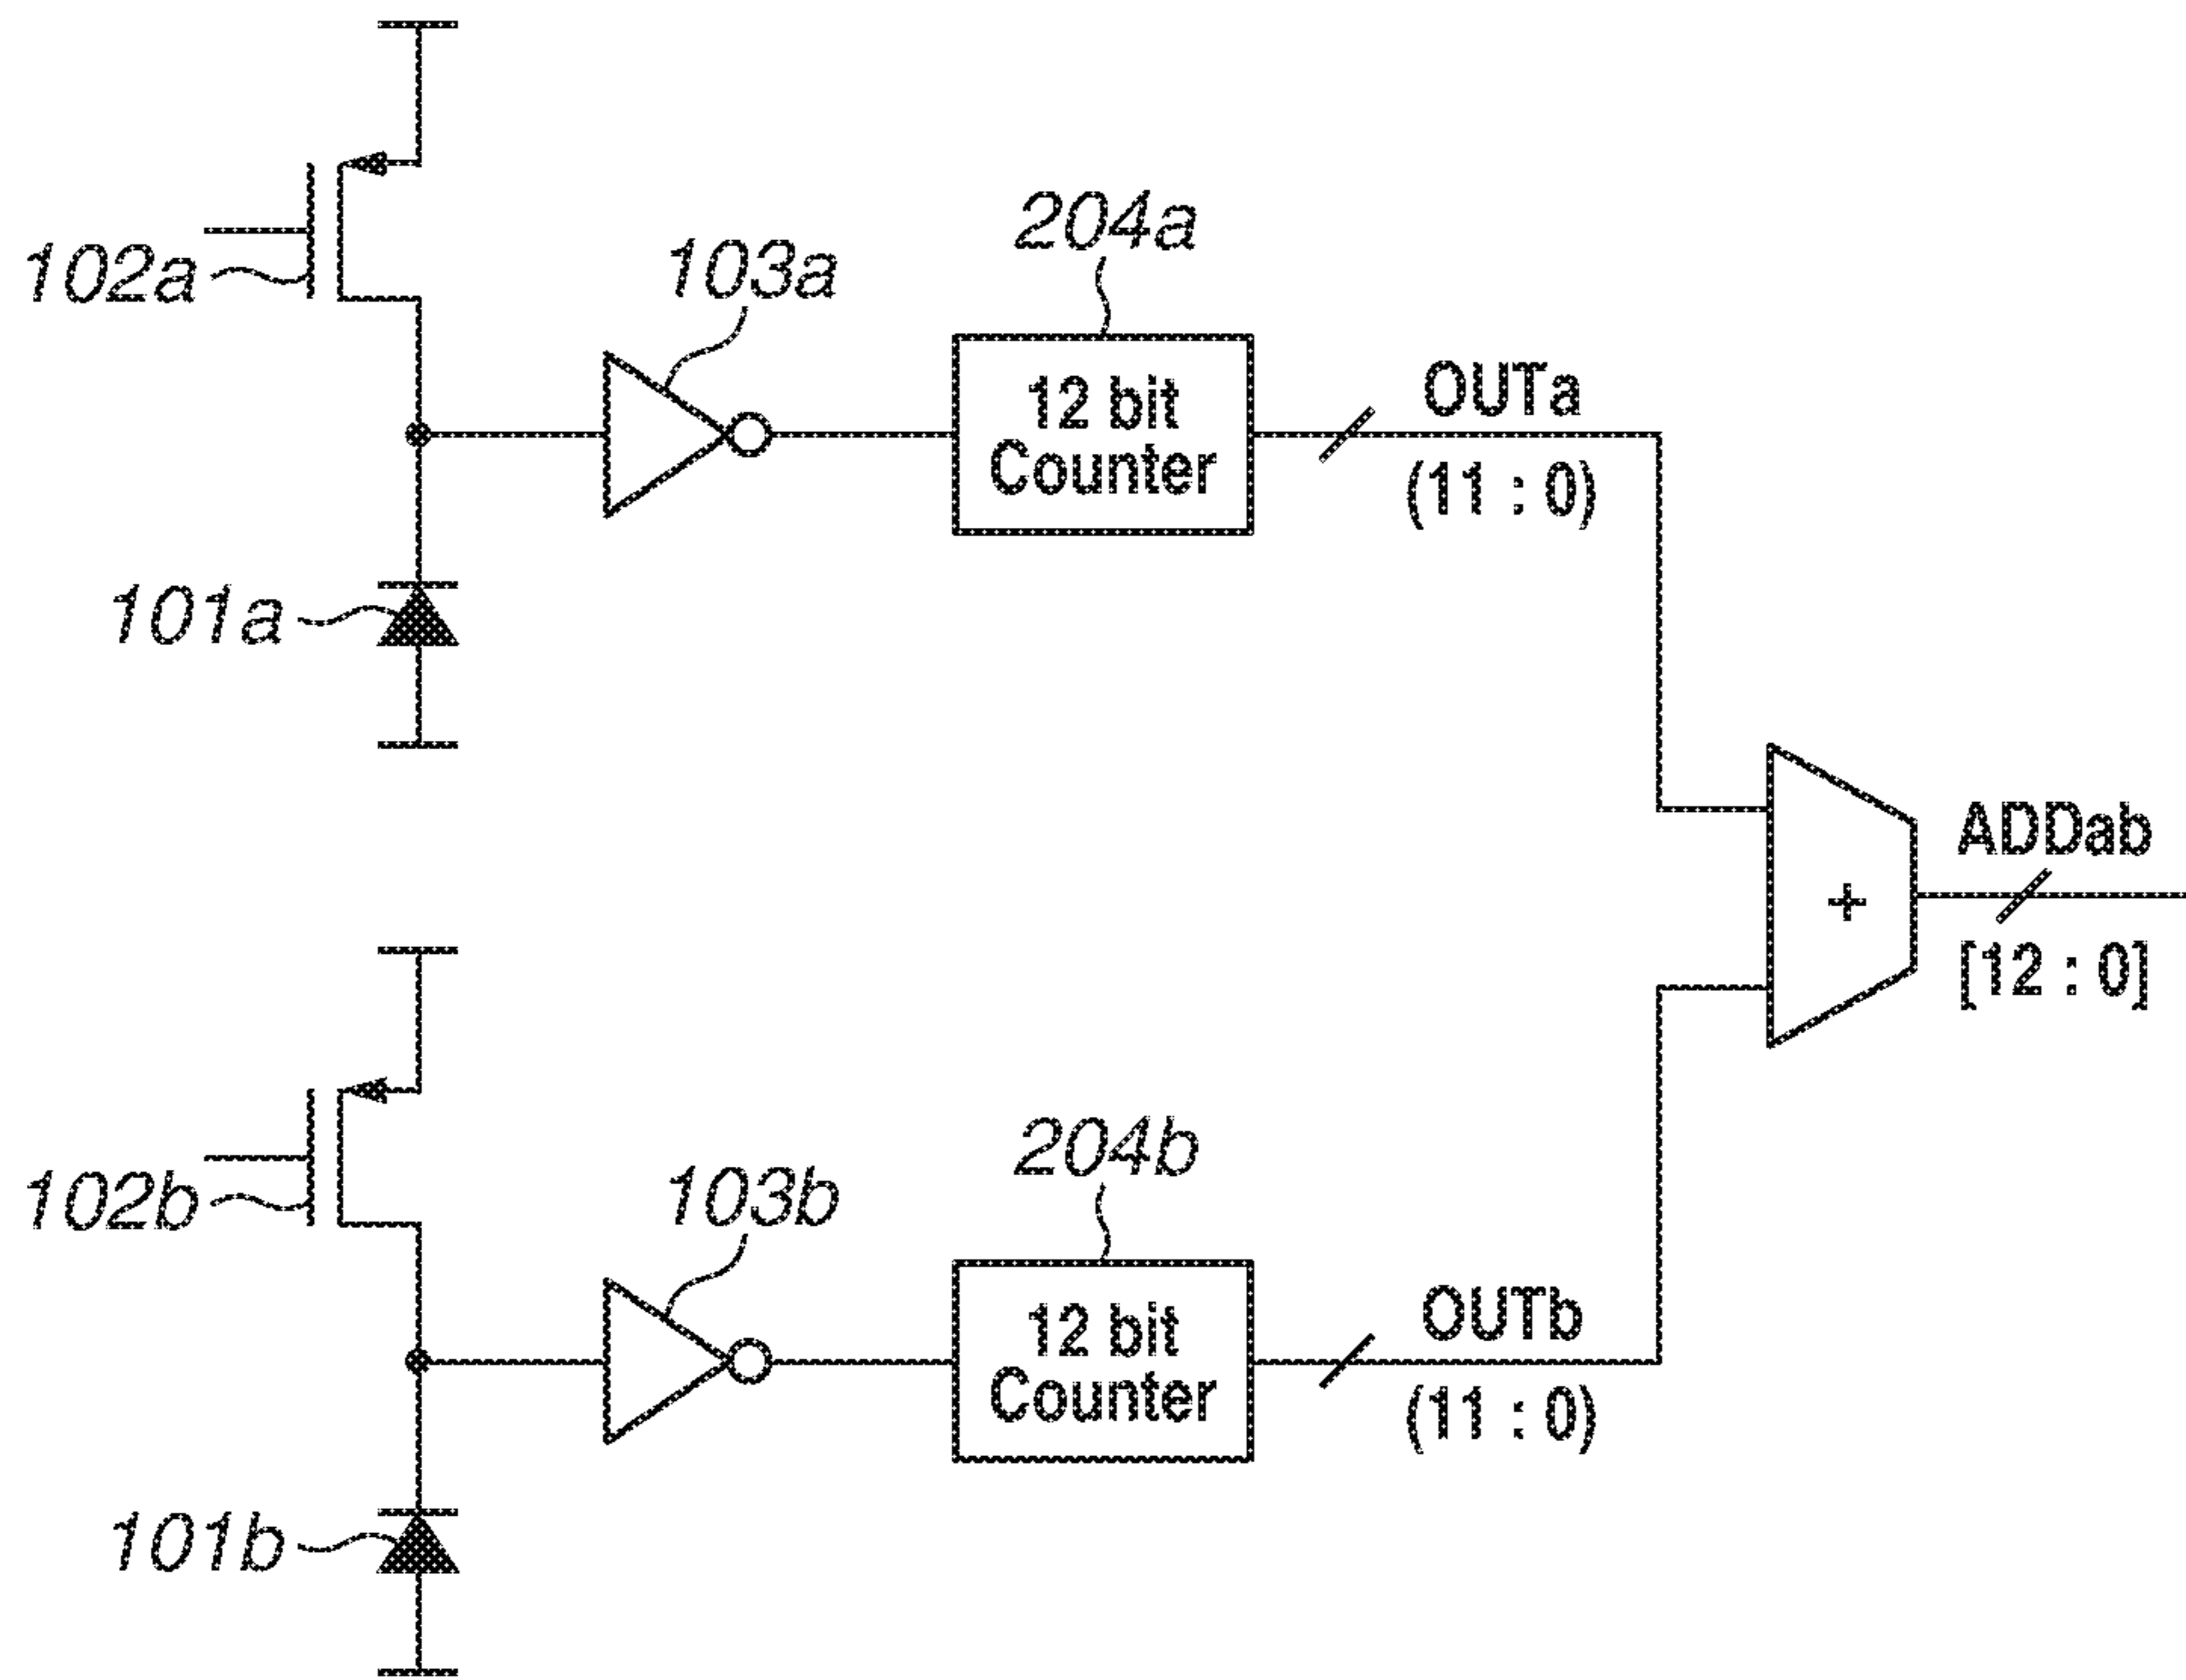 204a
102a
103a
12 bit
Counter
OUTa
(11 : 0)
101a
ADDab
+
[12 : 0]
204b
102b
103b
12 bit
Counter
OUTb
(11 : 0)
101b